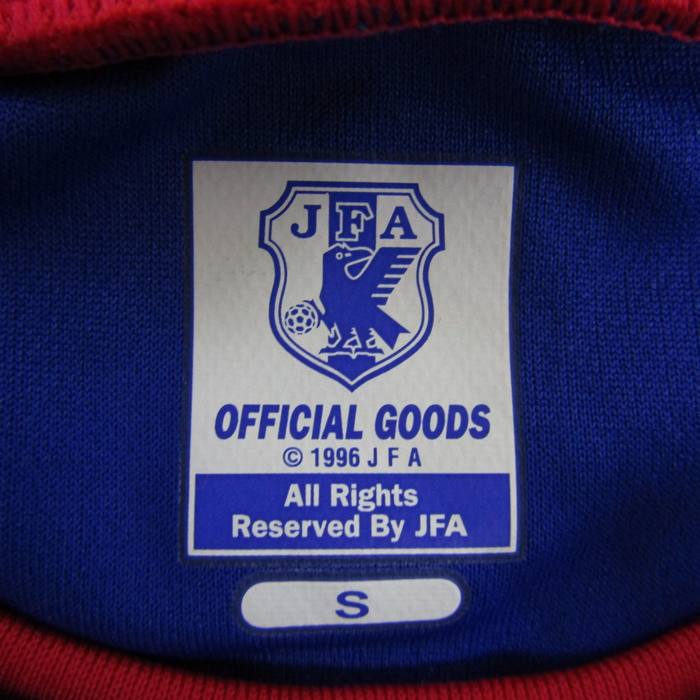 JFA
OFFICIAL GOODS
© 1996 J F A
All Rights
Reserved By JFA
S